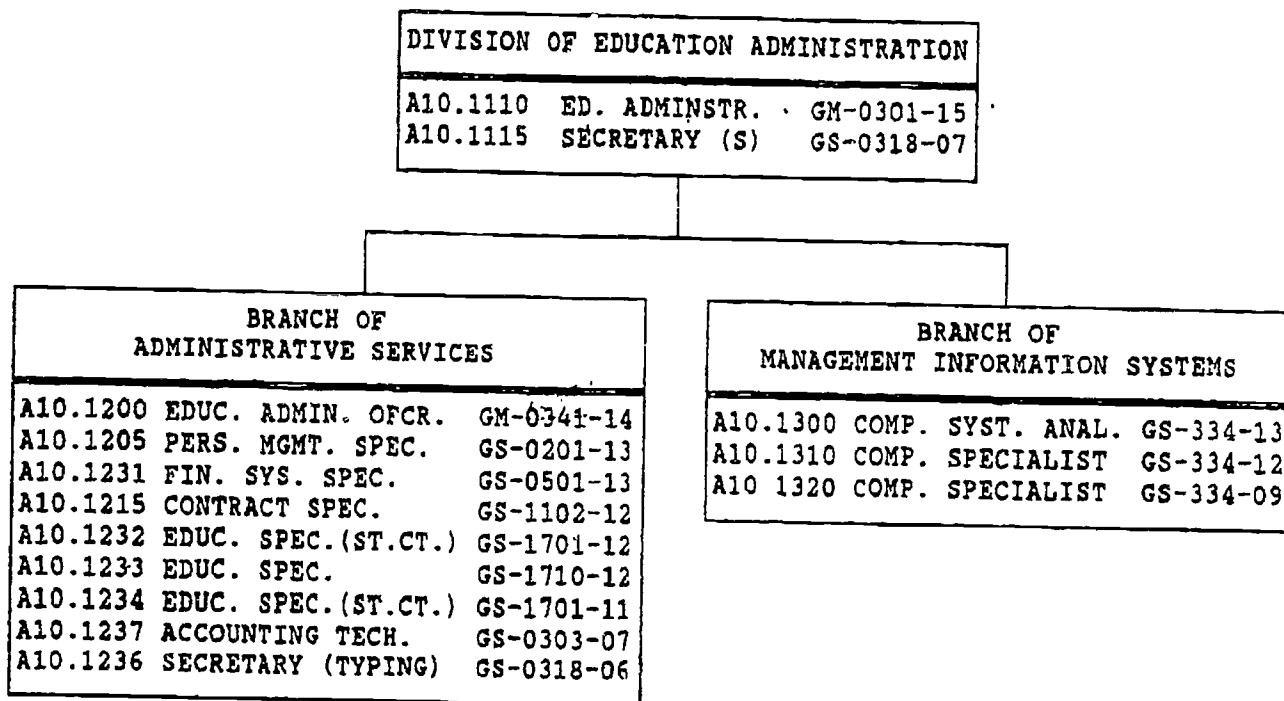 DIVISION OF EDUCATION ADMINISTRATION
A10.1110 ED. ADMINSTR. GM-0301-15
A10.1115 SECRETARY (S) GS-0318-07
BRANCH OF
ADMINISTRATIVE SERVICES
A10.1200 EDUC. ADMIN. OFCR. GM-0341-14
A10.1205 PERS. MGMT. SPEC. GS-0201-13
A10.1231 FIN. SYS. SPEC. GS-0501-13
A10.1215 CONTRACT SPEC. GS-1102-12
A10.1232 EDUC. SPEC.(ST.CT.) GS-1701-12
A10.1233 EDUC. SPEC. GS-1710-12
A10.1234 EDUC. SPEC.(ST.CT.) GS-1701-11
A10.1237 ACCOUNTING TECH. GS-0303-07
A10.1236 SECRETARY (TYPING) GS-0318-06
BRANCH OF
MANAGEMENT INFORMATION SYSTEMS
A10.1300 COMP. SYST. ANAL. GS-334-13
A10.1310 COMP. SPECIALIST GS-334-12
A10 1320 COMP. SPECIALIST GS-334-09